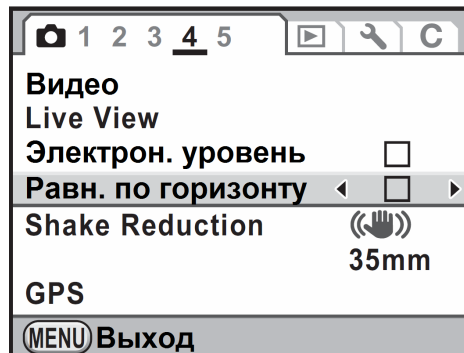 1 2 3 4 5 C
Видео
Live View
Электрон. уровень
Равн. по горизонту
Shake Reduction
35mm
GPS
MENU Выход